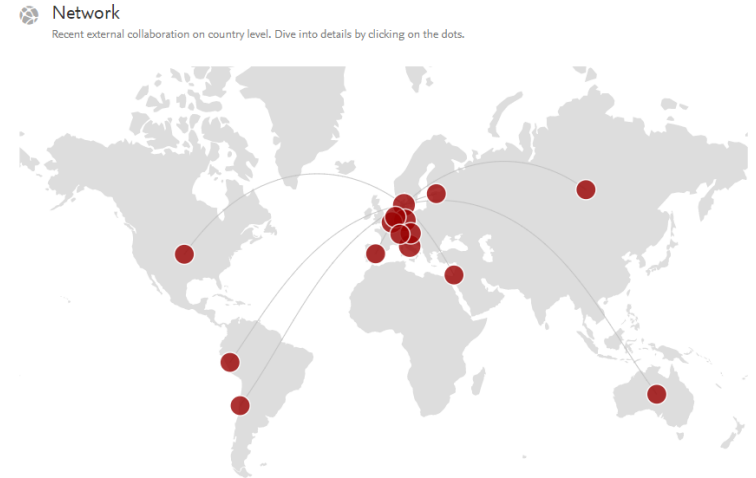 Network
Recent external collaboration on country level. Dive into details by clicking on the dots.